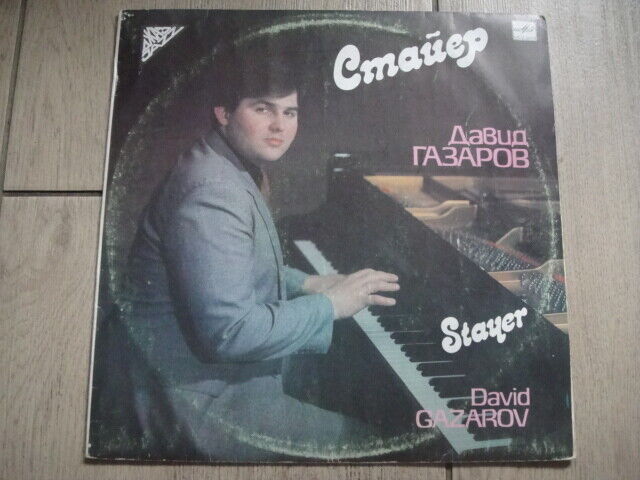 Стайер
Давид
ГАЗАРОВ
Stayer
David
GAZAROV